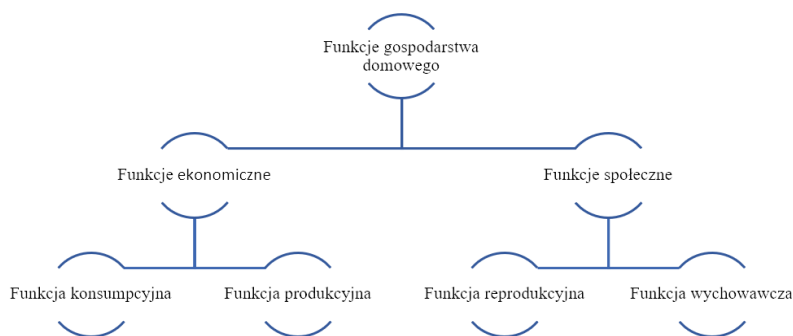 Funkcje gospodarstwa
domowego
Funkcje ekonomiczne
Funkcje społeczne
Funkcja konsumpcyjna
Funkcja produkcyjna
Funkcja reprodukcyjna
Funkcja wychowawcza